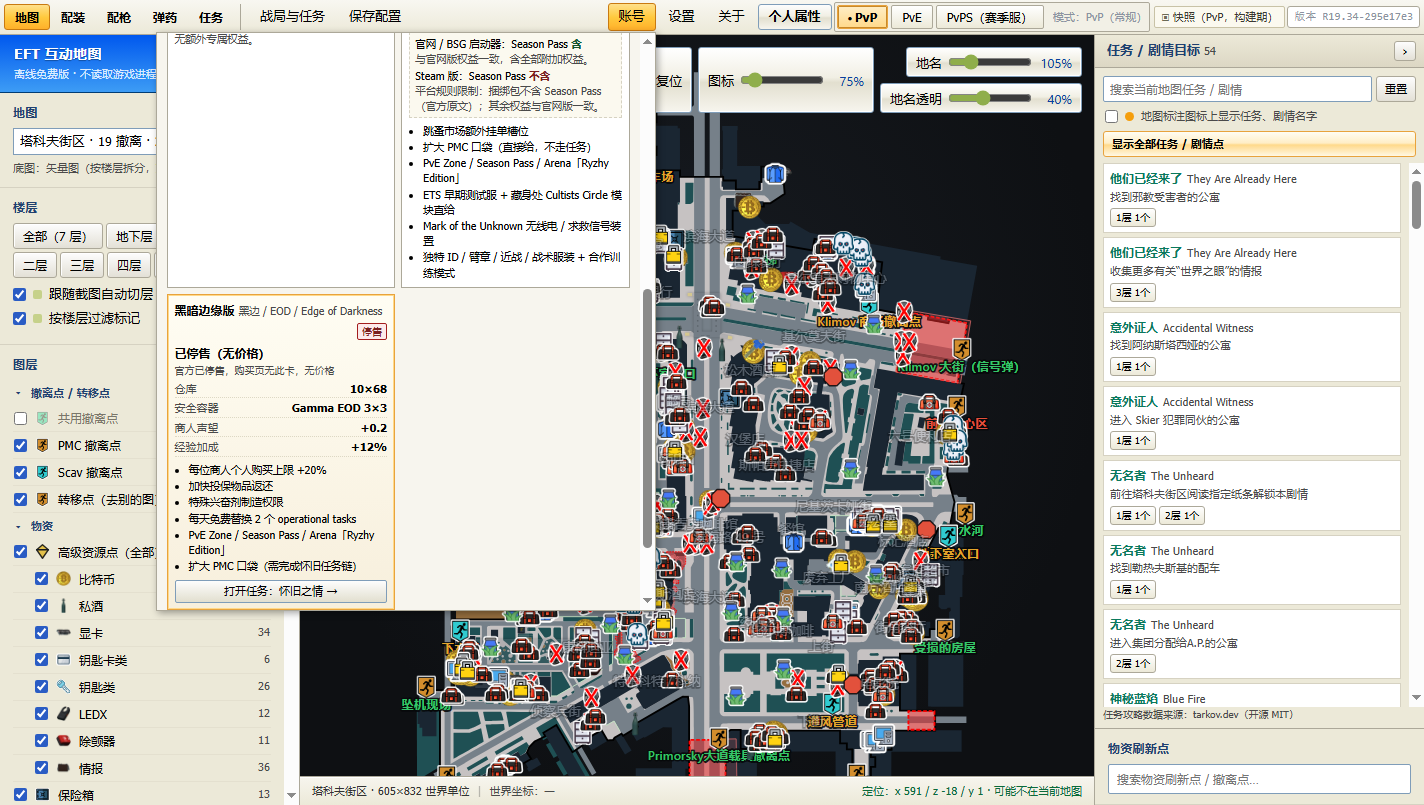 地图 配装 配枪 弹药 任务 战局与任务 保存配置 账号 设置 关于 个人属性 • PvP PvE PvPS（赛季服） 模式：PvP（常规） 快照（PvP，构建期） 版本 R19.34-295e17e3
EFT 互动地图
离线免费版 · 不读取游戏进程
地图
塔科夫街区 · 19 撤离 ·
底图：矢量图（按楼层拆分，
楼层
全部（7 层） 地下层
二层 三层 四层
跟随截图自动切层
按楼层过滤标记
图层
撤离点 / 转移点
共用撤离点
PMC 撤离点
Scav 撤离点
转移点（去别的图）
物资
高级资源点（全部）
比特币
私酒
显卡 34
钥匙卡类 6
钥匙类 26
LEDX 12
除颤器 11
情报 36
保险箱 13
无额外专属权益。
官网 / BSG 启动器：Season Pass 含
与官网版权益一致，含全部附加权益。
Steam 版：Season Pass 不含
平台规则限制：捆绑包不含 Season Pass
（官方原文）；其余权益与官网版一致。
跳蚤市场额外挂单槽位
扩大 PMC 口袋（直接给，不走任务）
PvE Zone / Season Pass / Arena「Ryzhy
Edition」
ETS 早期测试服 + 藏身处 Cultists Circle 模
块直给
Mark of the Unknown 无线电 / 求救信号装
置
独特 ID / 臂章 / 近战 / 战术服装 + 合作训
练模式
黑暗边缘版 黑边 / EOD / Edge of Darkness
停售
已停售（无价格）
官方已停售，购买页无此卡，无价格
仓库 10×68
安全容器 Gamma EOD 3×3
商人声望 +0.2
经验加成 +12%
每位商人个人购买上限 +20%
加快投保物品返还
特殊兴奋剂制造权限
每天免费替换 2 个 operational tasks
PvE Zone / Season Pass / Arena「Ryzhy
Edition」
扩大 PMC 口袋（需完成怀旧任务链）
打开任务：怀旧之情 →
复位
图标 75%
地名 105%
地名透明 40%
基尔莫夫大街
Klimov 大街（信号弹）
水河
下室入口
受损的房屋
坠机现场
通风管道
Primorsky大道载具撤离点
塔科夫街区 · 605×832 世界单位 | 世界坐标：—
定位：x 591 / z -18 / y 1 · 可能不在当前地图
任务 / 剧情目标 54
›
搜索当前地图任务 / 剧情 重置
地图标注图标上显示任务、剧情名字
显示全部任务 / 剧情点
他们已经来了 They Are Already Here
找到邪教受害者的公寓
1层 1个
他们已经来了 They Are Already Here
收集更多有关“世界之眼”的情报
3层 1个
意外证人 Accidental Witness
找到阿纳斯塔西娅的公寓
1层 1个
意外证人 Accidental Witness
进入 Skier 犯罪同伙的公寓
1层 1个
无名者 The Unheard
前往塔科夫街区阅读指定纸条解锁本剧情
1层 1个 2层 1个
无名者 The Unheard
找到勒热夫斯基的配车
1层 1个
无名者 The Unheard
进入集团分配给A.P.的公寓
2层 1个
神秘蓝焰 Blue Fire
任务攻略数据来源：tarkov.dev（开源 MIT）
物资刷新点
搜索物资刷新点 / 撤离点...